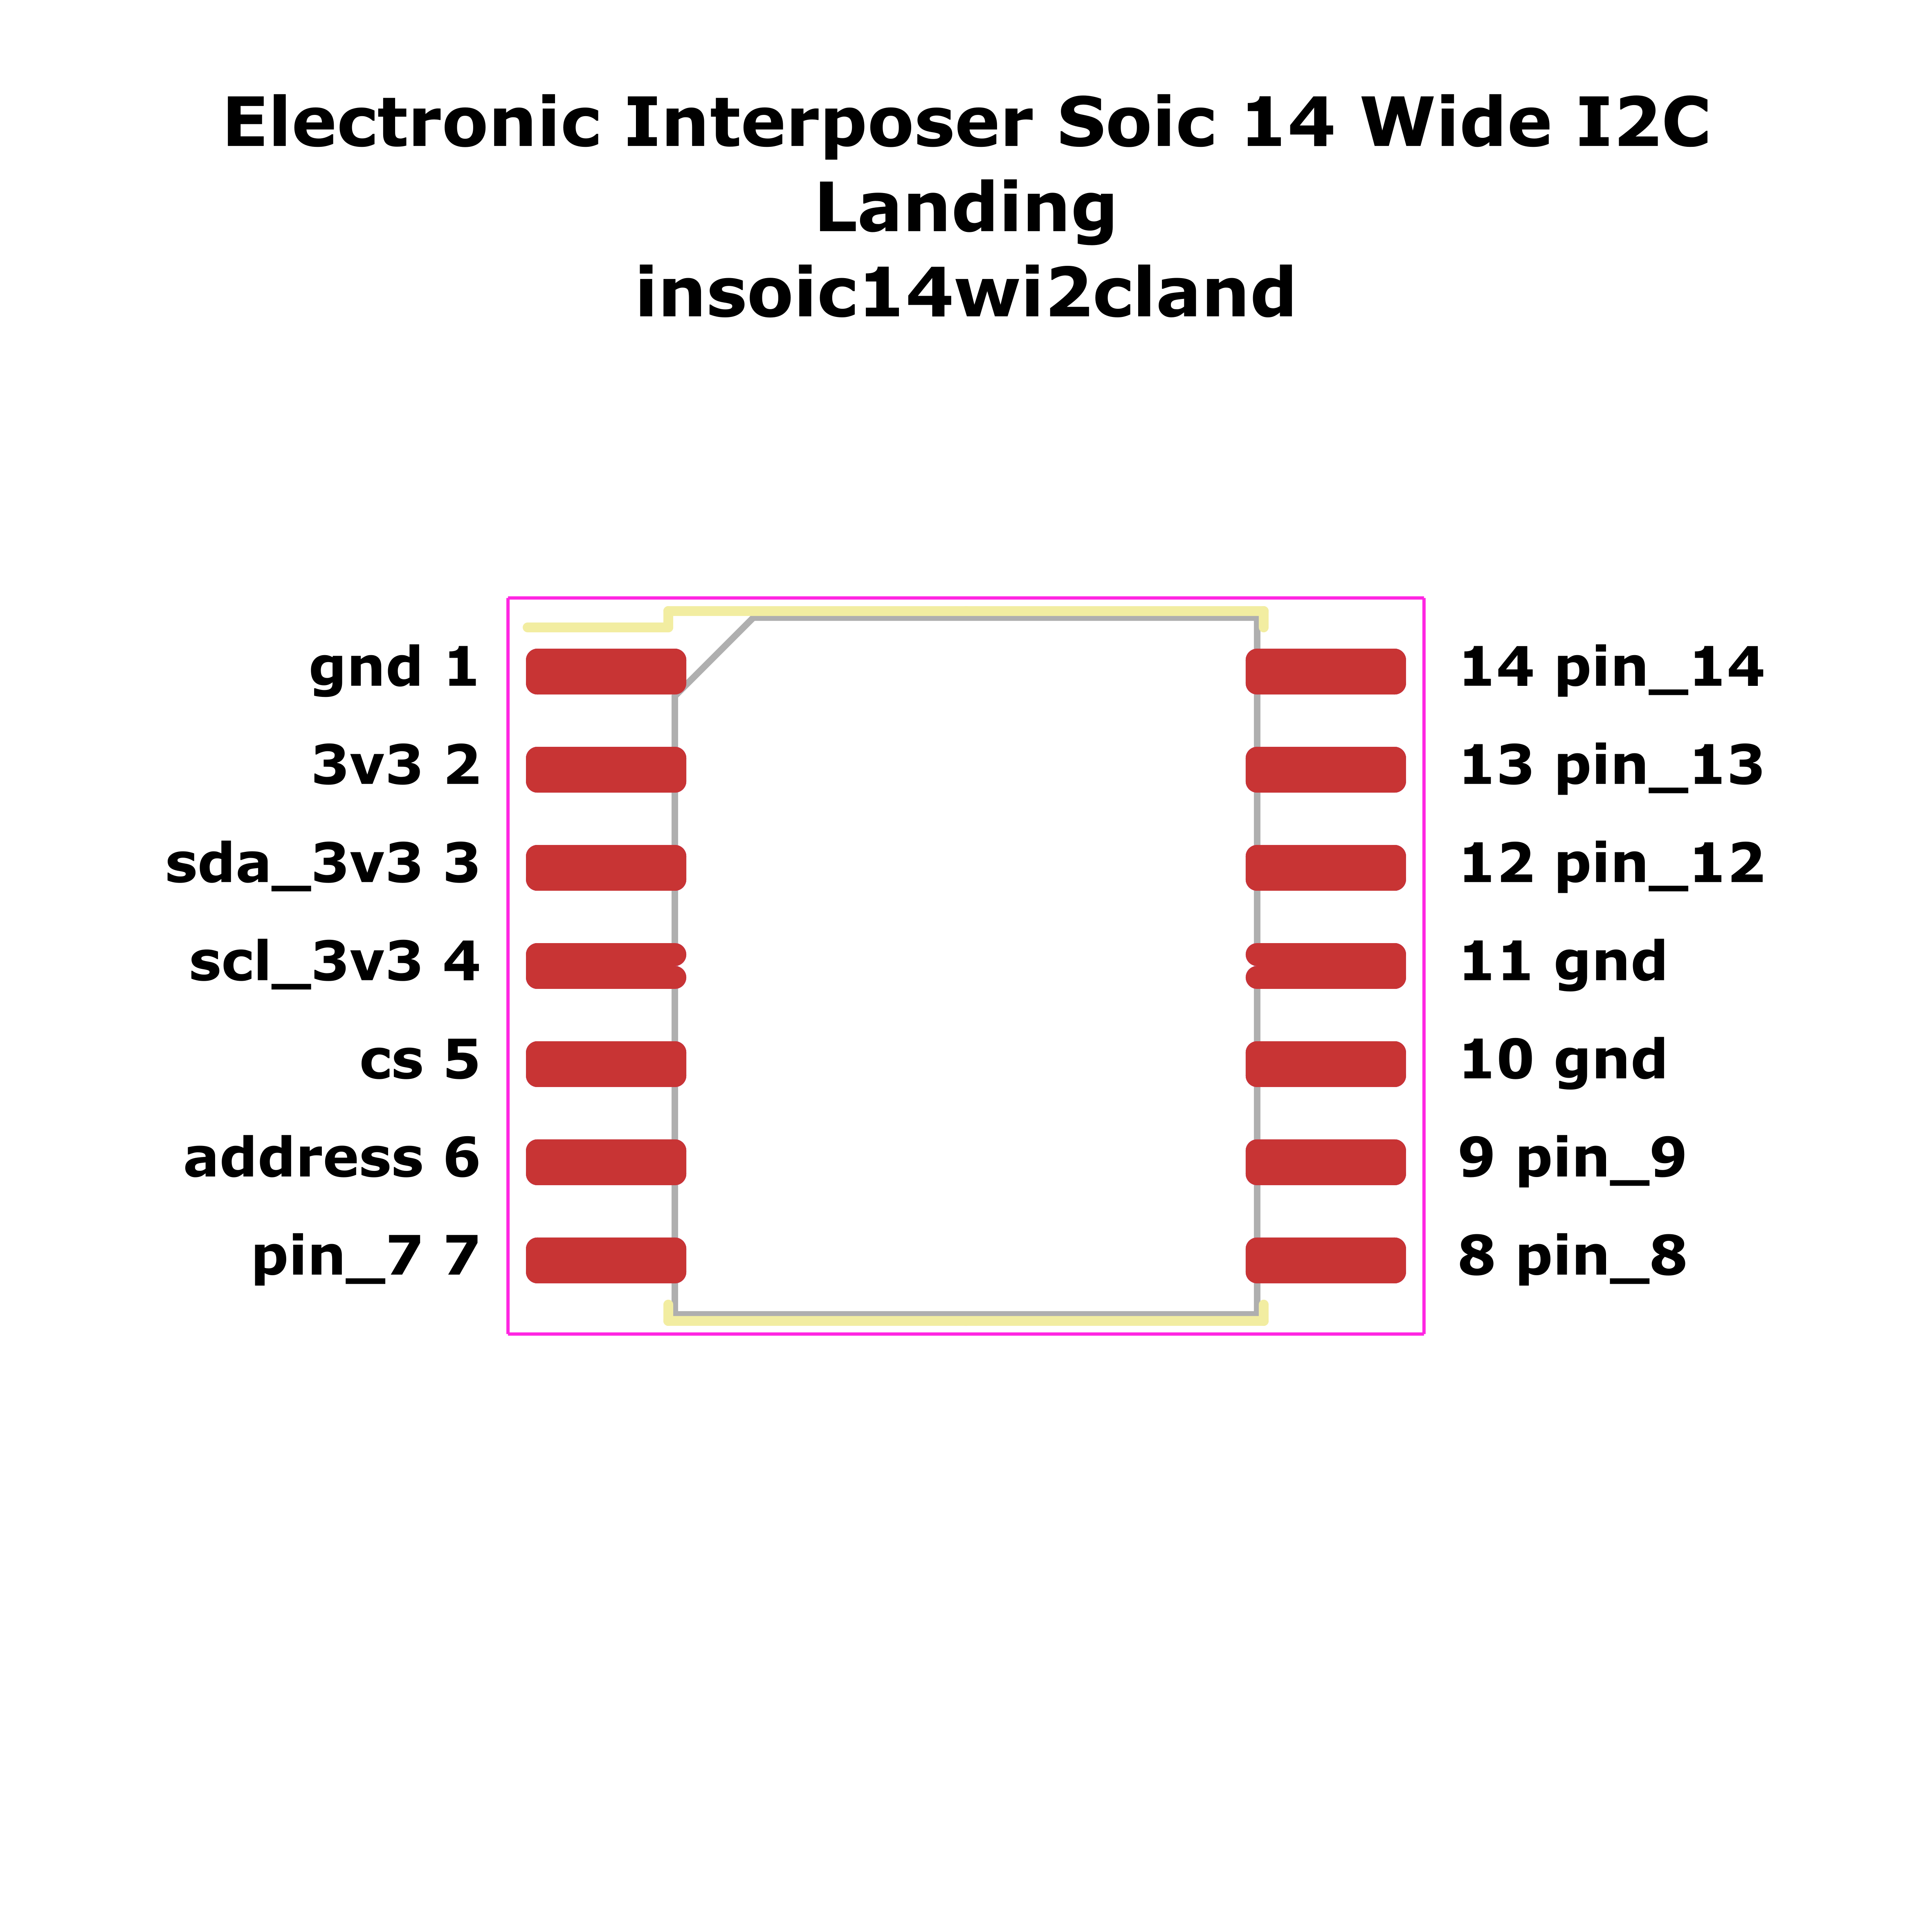 Electronic Interposer Soic 14 Wide I2C
Landing
insoic14wi2cland
gnd 1
14 pin_14
3v3 2
13 pin_13
sda_3v3 3
12 pin_12
scl_3v3 4
11 gnd
cs 5
10 gnd
address 6
9 pin_9
pin_7 7
8 pin_8